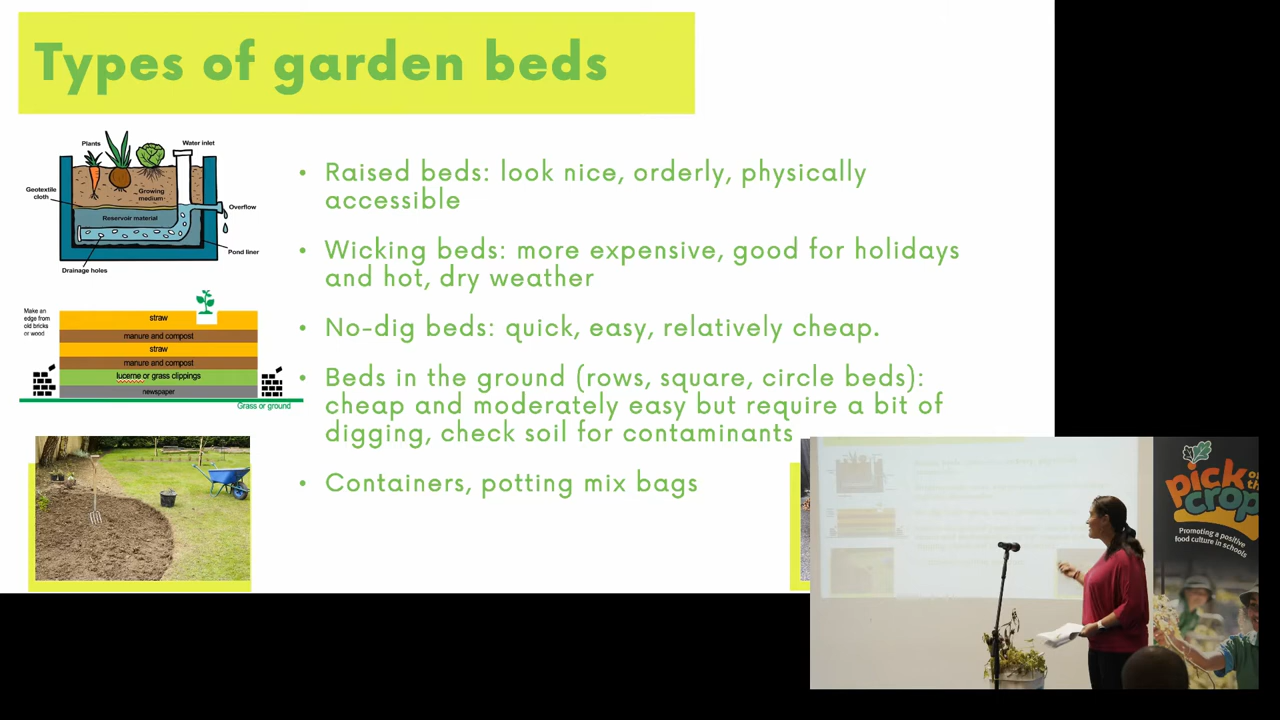 Types of garden beds
Plants
Water inlet
Geotextile
cloth
Growing
medium
Overflow
Reservoir material
Pond liner
Drainage holes
• Raised beds: look nice, orderly, physically
accessible
• Wicking beds: more expensive, good for holidays
and hot, dry weather
• No-dig beds: quick, easy, relatively cheap.
• Beds in the ground (rows, square, circle beds):
cheap and moderately easy but require a bit of
digging, check soil for contaminants
• Containers, potting mix bags
Make an
edge from
old bricks
or wood
straw
manure and compost
straw
manure and compost
lucerne or grass clippings
newspaper
Grass or ground
pick
of
the
crop
Promoting a positive
food culture in schools